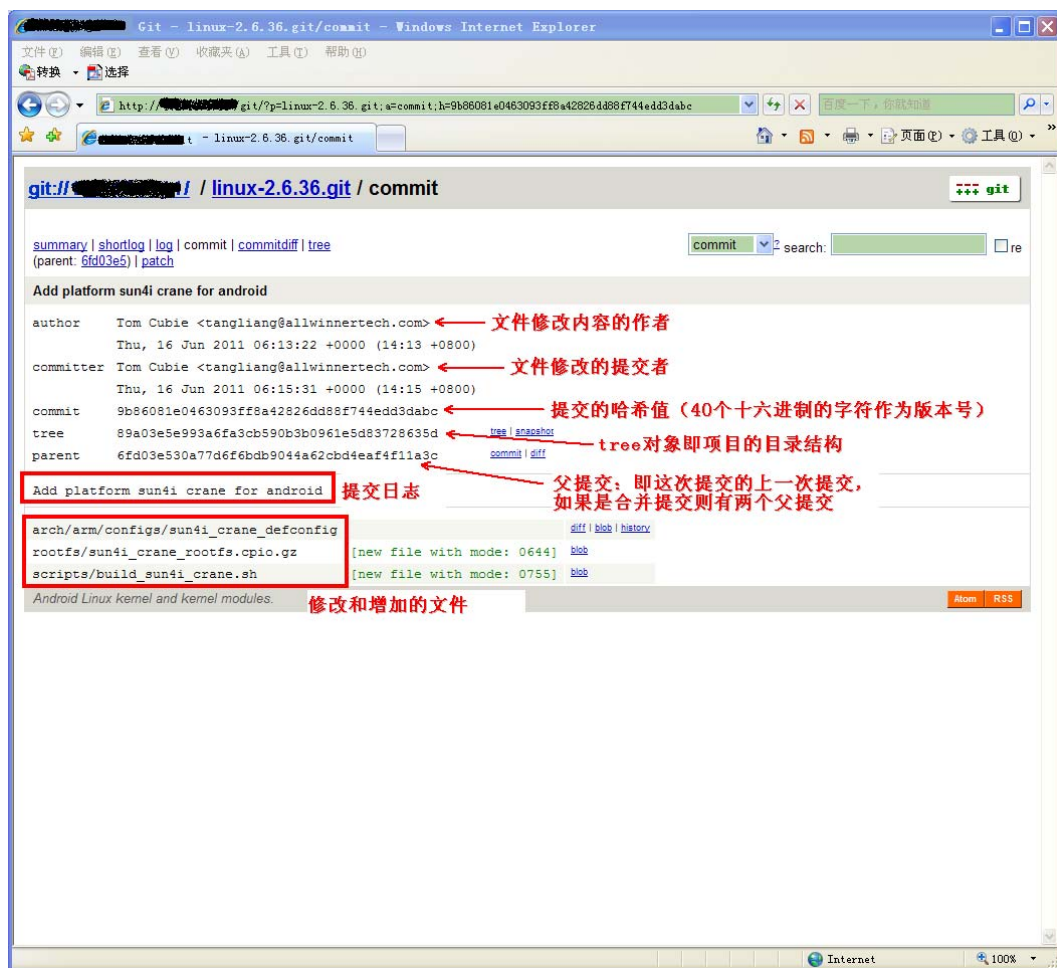 Git - linux-2.6.36.git/commit - Windows Internet Explorer
文件(F) 编辑(E) 查看(V) 收藏夹(A) 工具(T) 帮助(H)
转换 选择
http:// git/?p=linux-2.6.36.git;a=commit;h=9b86081e0463093ff8a42826dd88f744edd3dabc 百度一下，你就知道
t - linux-2.6.36.git/commit 页面(P) 工具(O) »
git:// / / linux-2.6.36.git / commit git
summary | shortlog | log | commit | commitdiff | tree commit ? search: re
(parent: 6fd03e5) | patch
Add platform sun4i crane for android
author Tom Cubie <tangliang@allwinnertech.com> 文件修改内容的作者
Thu, 16 Jun 2011 06:13:22 +0000 (14:13 +0800)
committer Tom Cubie <tangliang@allwinnertech.com> 文件修改的提交者
Thu, 16 Jun 2011 06:15:31 +0000 (14:15 +0800)
commit 9b86081e0463093ff8a42826dd88f744edd3dabc 提交的哈希值（40个十六进制的字符作为版本号）
tree 89a03e5e993a6fa3cb590b3b0961e5d83728635d tree | snapshot tree对象即项目的目录结构
parent 6fd03e530a77d6f6bdb9044a62cbd4eaf4f11a3c commit | diff
父提交：即这次提交的上一次提交，
如果是合并提交则有两个父提交
Add platform sun4i crane for android 提交日志
arch/arm/configs/sun4i_crane_defconfig diff | blob | history
rootfs/sun4i_crane_rootfs.cpio.gz [new file with mode: 0644] blob
scripts/build_sun4i_crane.sh [new file with mode: 0755] blob
Android Linux kernel and kernel modules. Atom RSS
修改和增加的文件
Internet 100%